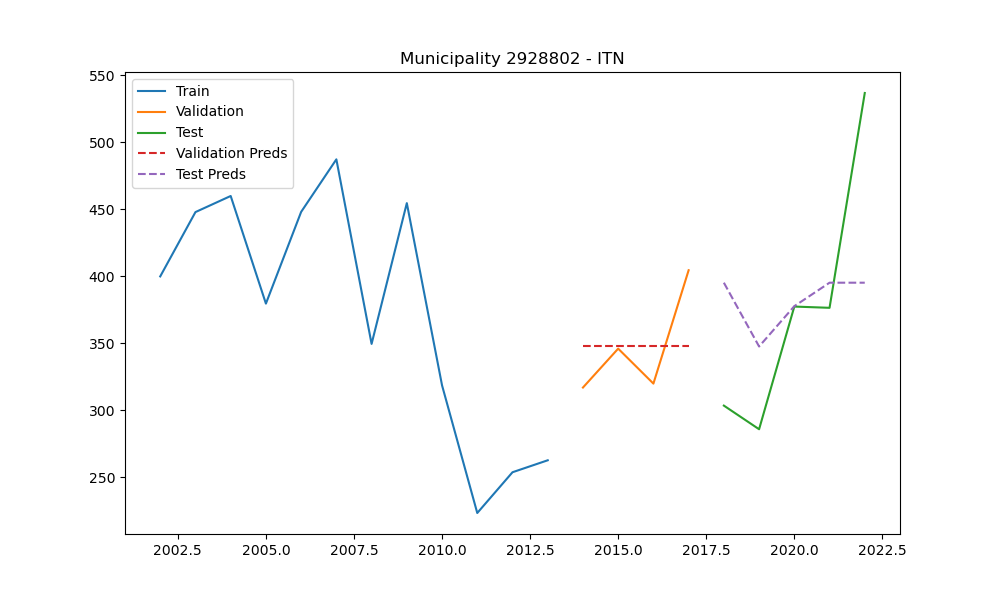 Municipality 2928802 - ITN
550
500
450
400
350
300
250
Train
Validation
Test
Validation Preds
Test Preds
2002.5 2005.0 2007.5 2010.0 2012.5 2015.0 2017.5 2020.0 2022.5